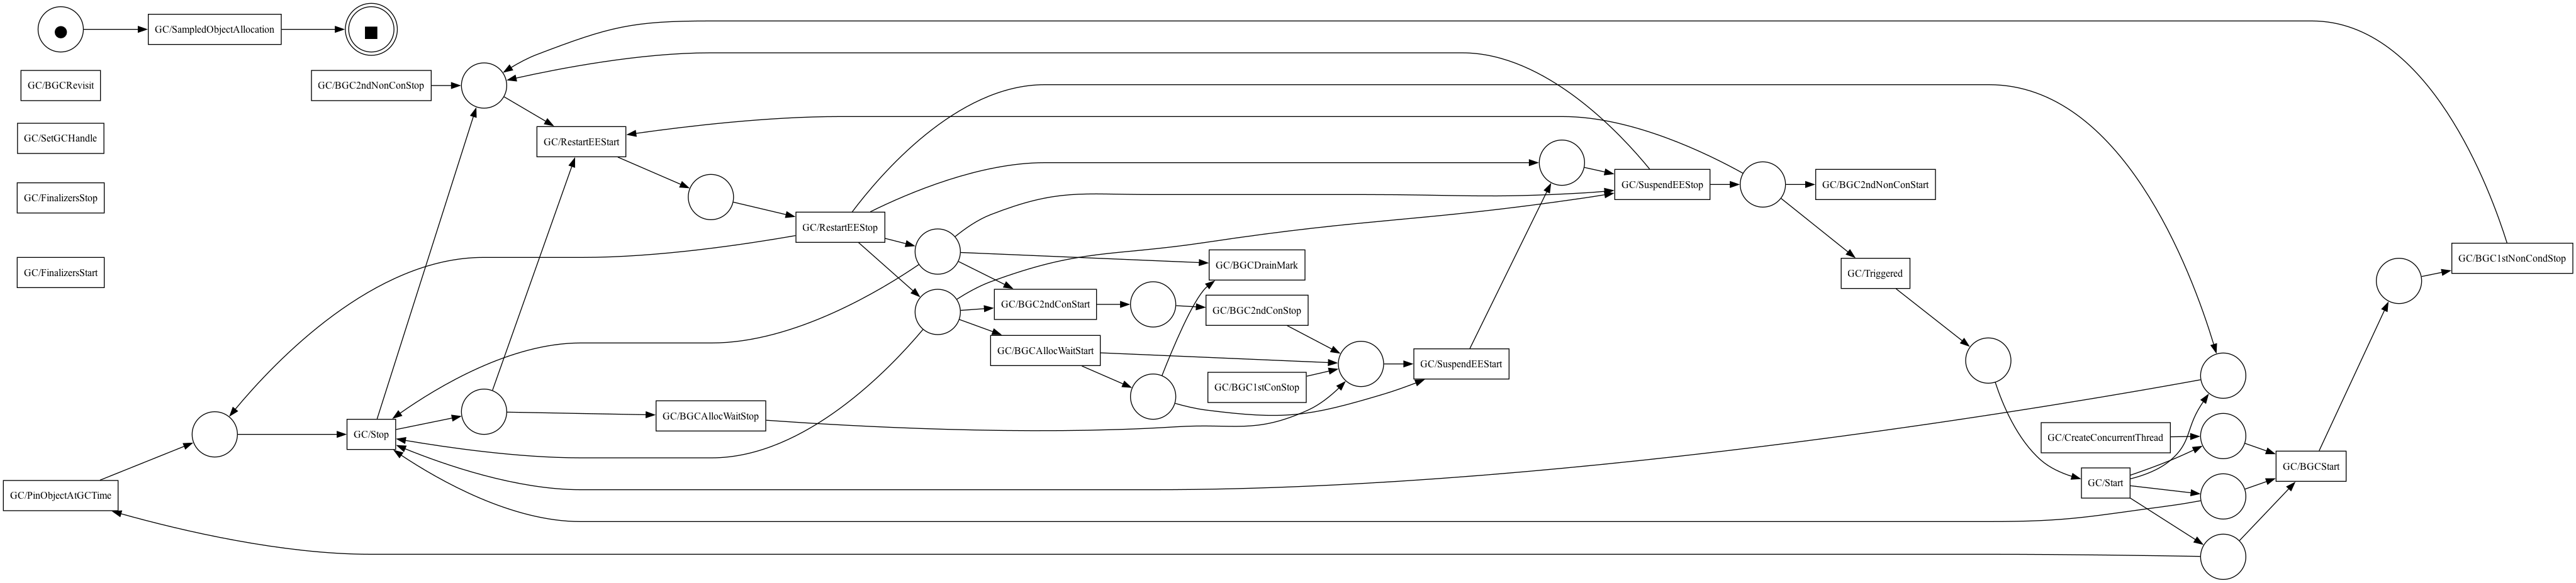 GC/SampledObjectAllocation
GC/BGCRevisit
GC/BGC2ndNonConStop
GC/SetGCHandle
GC/RestartEEStart
GC/FinalizersStop
GC/SuspendEEStop
GC/BGC2ndNonConStart
GC/RestartEEStop
GC/FinalizersStart
GC/BGCDrainMark
GC/Triggered
GC/BGC1stNonCondStop
GC/BGC2ndConStart
GC/BGC2ndConStop
GC/BGCAllocWaitStart
GC/SuspendEEStart
GC/BGC1stConStop
GC/BGCAllocWaitStop
GC/Stop
GC/CreateConcurrentThread
GC/BGCStart
GC/Start
GC/PinObjectAtGCTime